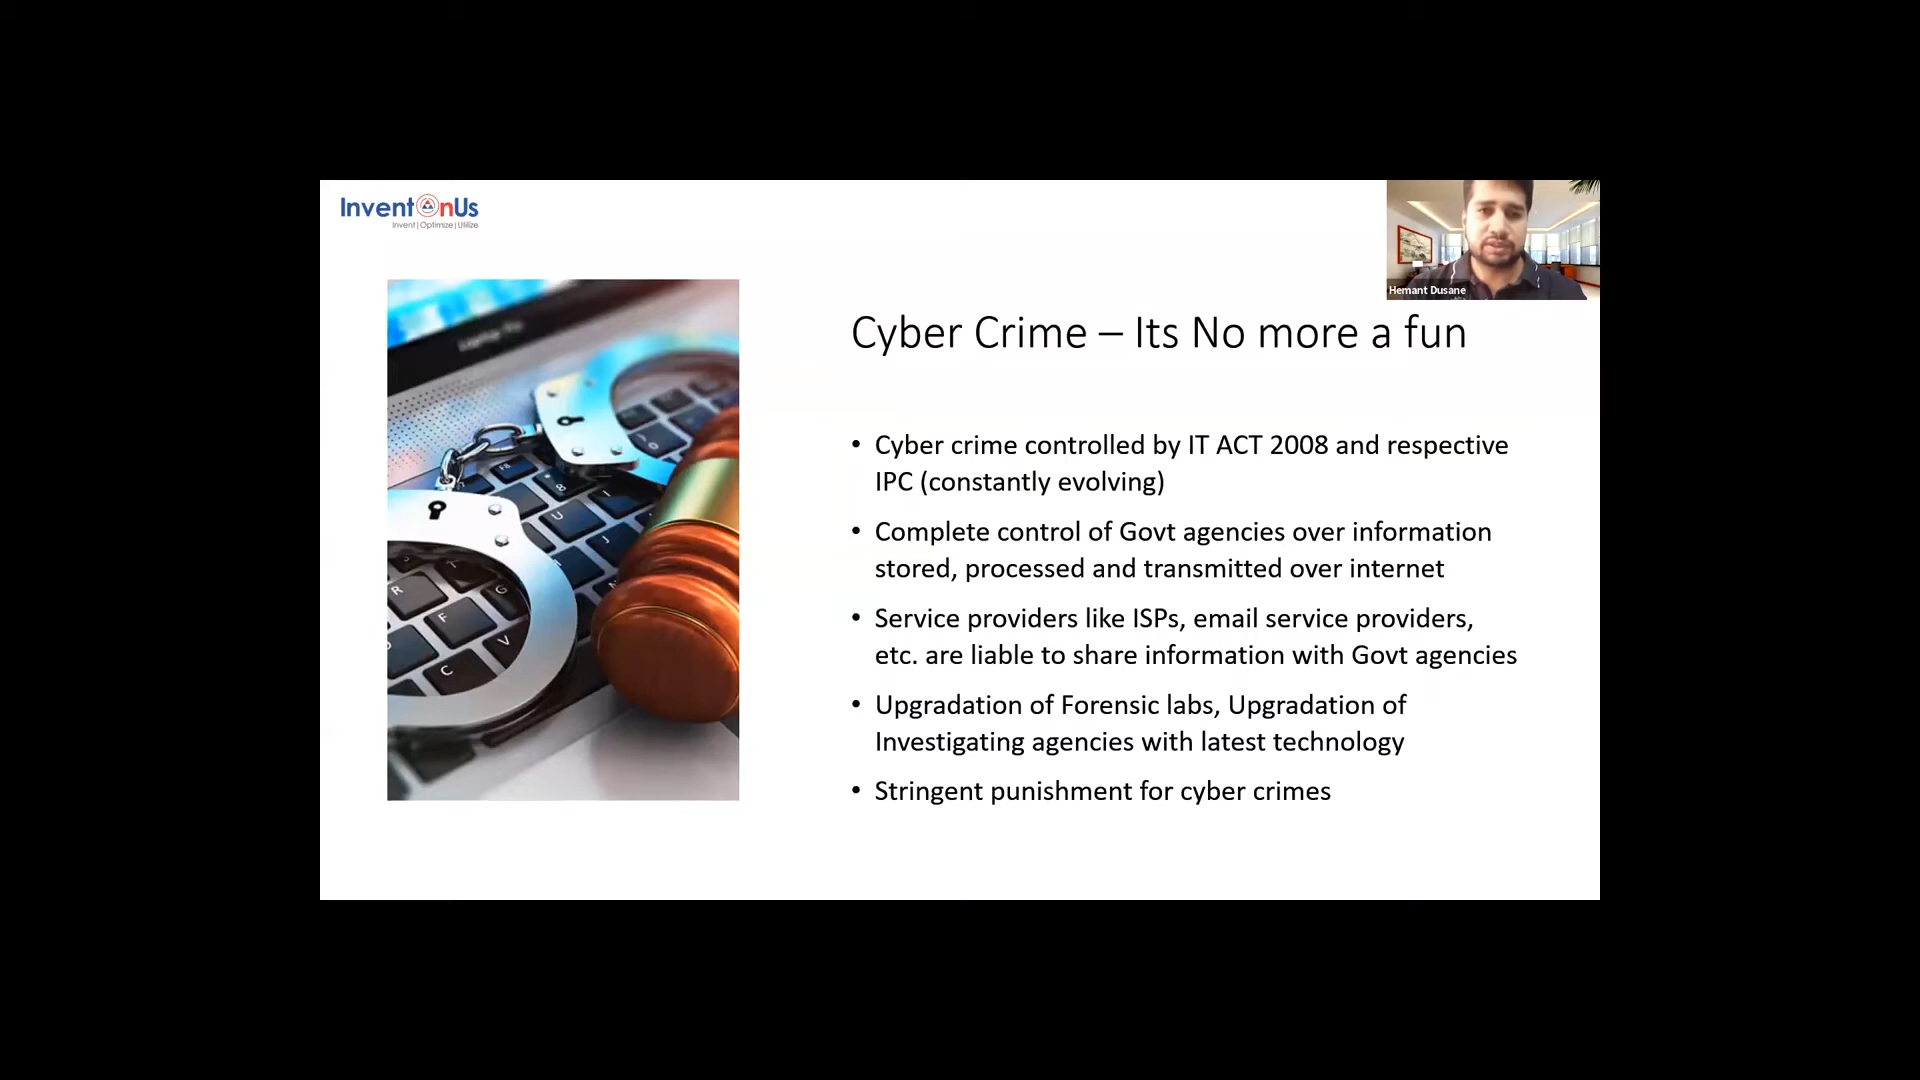 InventOnUs
Invent | Optimize | Utilize
Hemant Dusane
Cyber Crime – Its No more a fun
• Cyber crime controlled by IT ACT 2008 and respective
IPC (constantly evolving)
• Complete control of Govt agencies over information
stored, processed and transmitted over internet
• Service providers like ISPs, email service providers,
etc. are liable to share information with Govt agencies
• Upgradation of Forensic labs, Upgradation of
Investigating agencies with latest technology
• Stringent punishment for cyber crimes